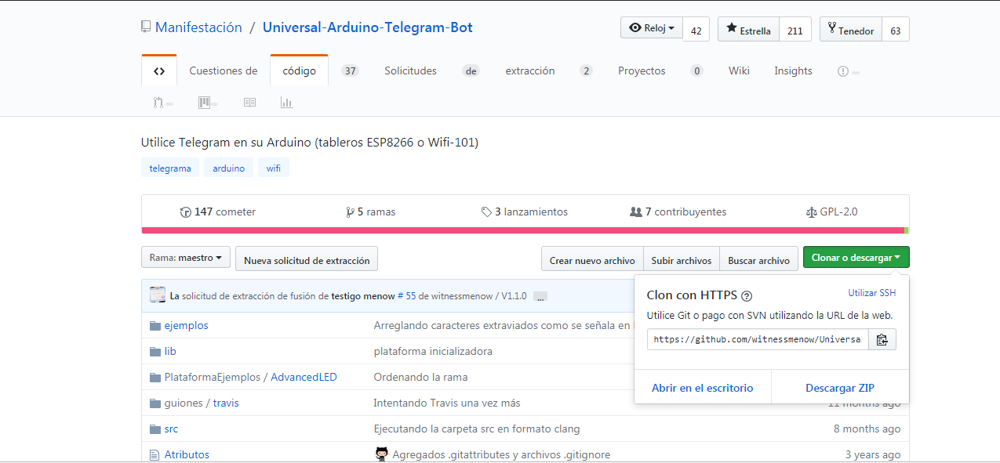 Manifestación / Universal-Arduino-Telegram-Bot
Reloj 42
Estrella 211
Tenedor 63
Cuestiones de código 37 Solicitudes de extracción 2 Proyectos 0 Wiki Insights
Utilice Telegram en su Arduino (tableros ESP8266 o Wifi-101)
telegrama arduino wifi
147 cometer 5 ramas 3 lanzamientos 7 contribuyentes GPL-2.0
Rama: maestro
Nueva solicitud de extracción
Crear nuevo archivo
Subir archivos
Buscar archivo
Clonar o descargar
La solicitud de extracción de fusión de testigo menow # 55 de witnessmenow / V1.1.0 ...
Clon con HTTPS ?
Utilizar SSH
Utilice Git o pago con SVN utilizando la URL de la web.
https://github.com/witnessmenow/Universa
Abrir en el escritorio
Descargar ZIP
ejemplos Arreglando caracteres extraviados como se señala en
lib plataforma inicializadora
PlataformaEjemplos / AdvancedLED Ordenando la rama
guiones / travis Intentando Travis una vez más 11 months ago
src Ejecutando la carpeta src en formato clang 8 months ago
Atributos Agregados .gitattributes y archivos .gitignore 3 years ago